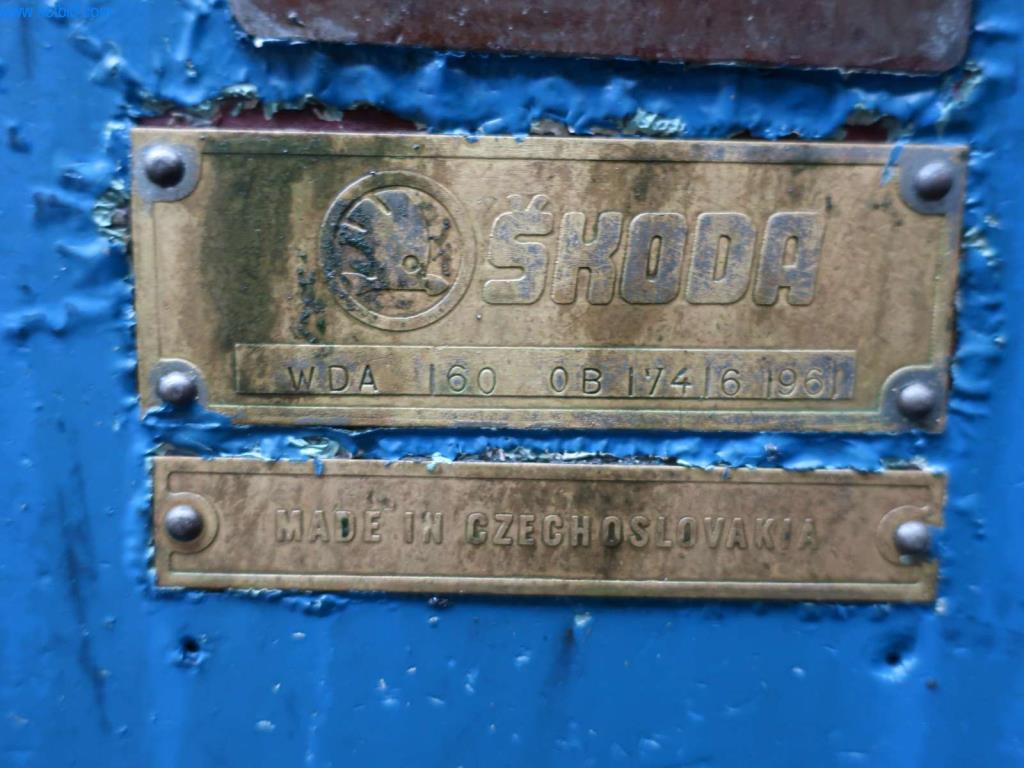 ŠKODA
WDA 160 OB 174/6 1961
MADE IN CZECHOSLOVAKIA